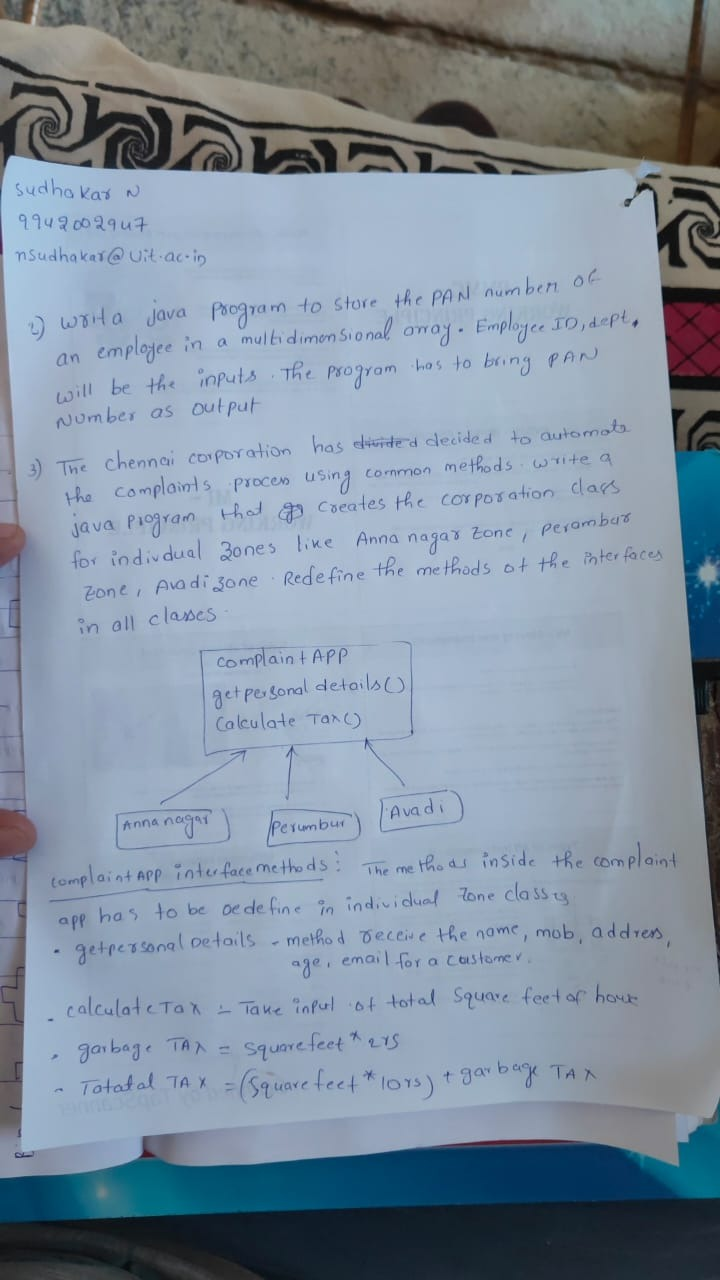 Sudhakar N
9942002947
nsudhakar@Uit.ac.in
2) writa java program to store the PAN number of
an employee in a multidimensional array. Employee ID, dept,
will be the inputs. The program has to bring PAN
Number as output
3) The chennai corporation has divided decided to automate
the complaints process using common methods. write a
java program that creates the corporation class
for indivdual zones like Anna nagar zone, perambur
zone, Avadi zone. Redefine the methods of the interfaces
in all classes.
complaint APP
getpersonal details()
Calculate Tax()
Anna nagar
Perumbur
Avadi
complaint APP interface methods: The methods inside the complaint
app has to be redefine in individual zone classes
• getpersonal Details - method receive the name, mob, address,
age, email for a customer.
• calculate Tax :- Take input of total Square feet of house
• garbage TAX = squarefeet * 2rs
• Totatal TAX = (Square feet * 10rs) + garbage TAX